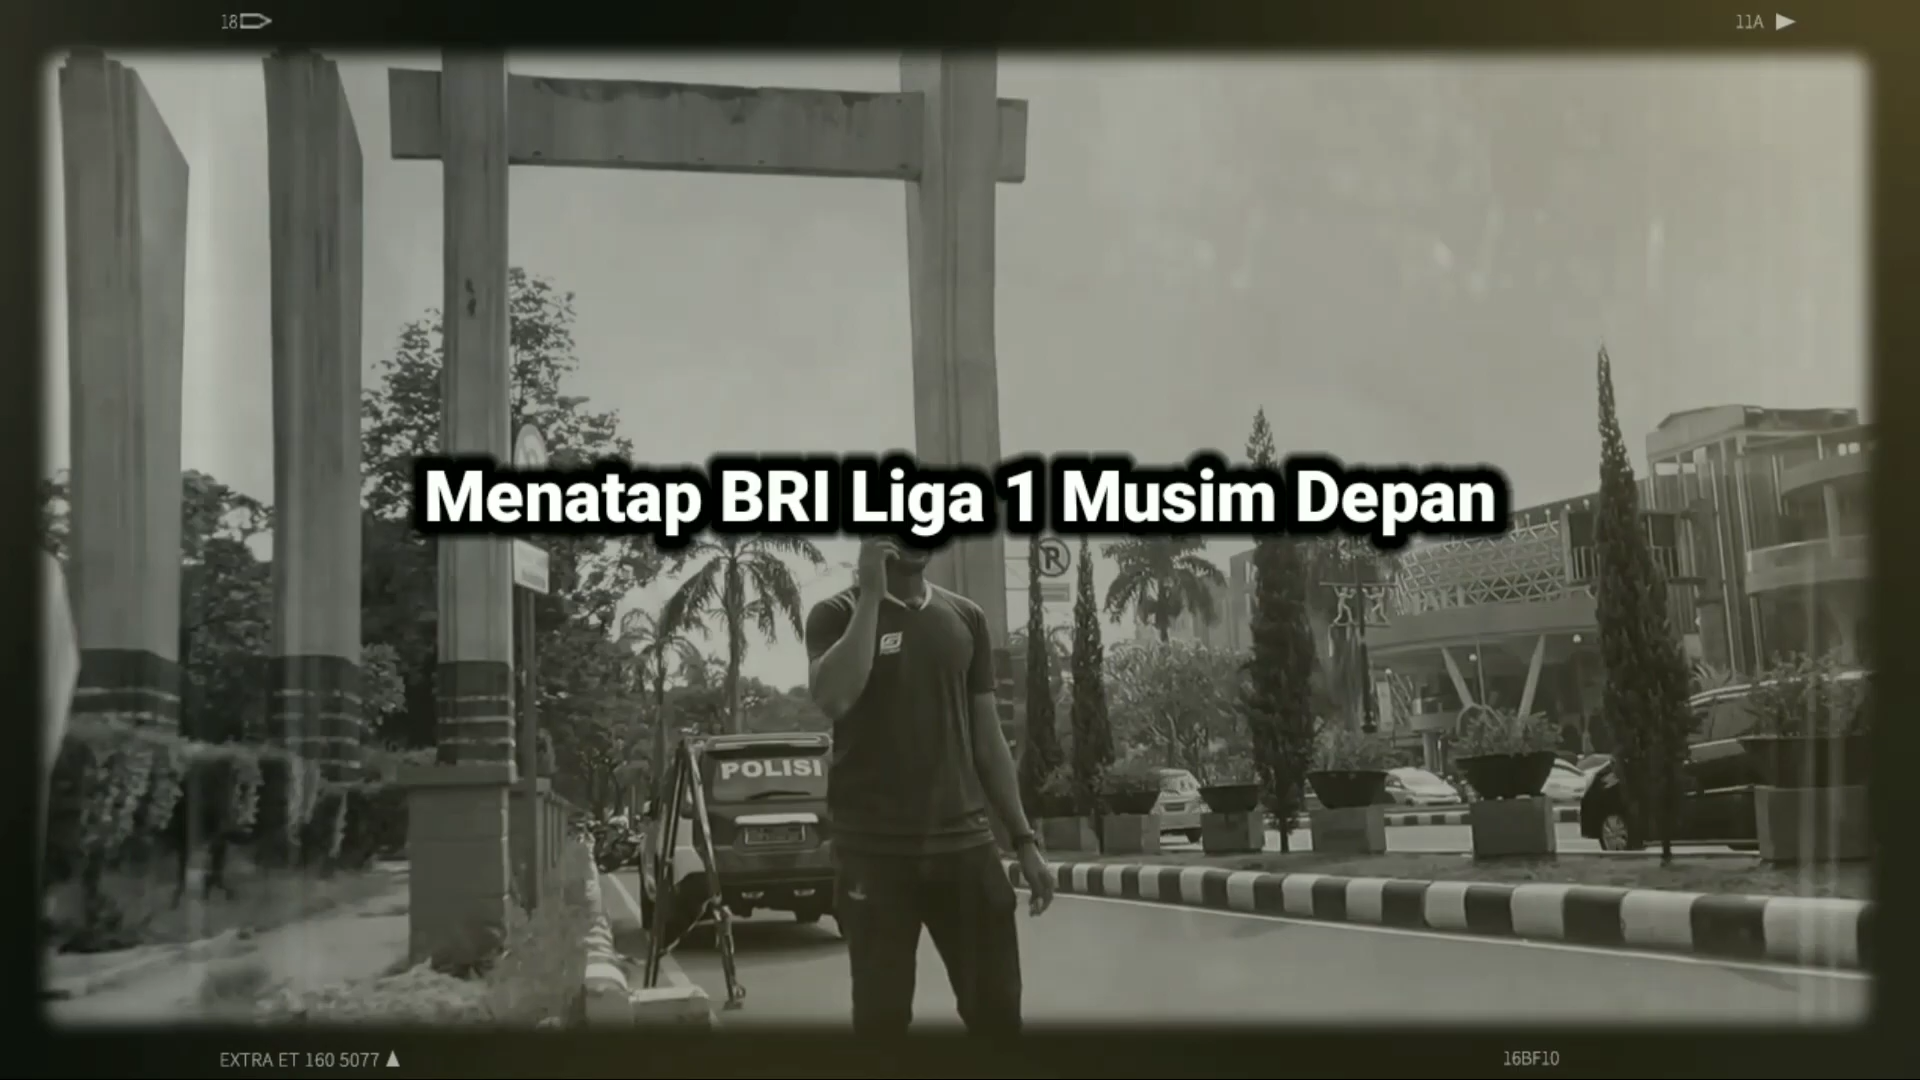 18
11A
Menatap BRI Liga 1 Musim Depan
POLISI
EXTRA ET 160 5077
16BF10